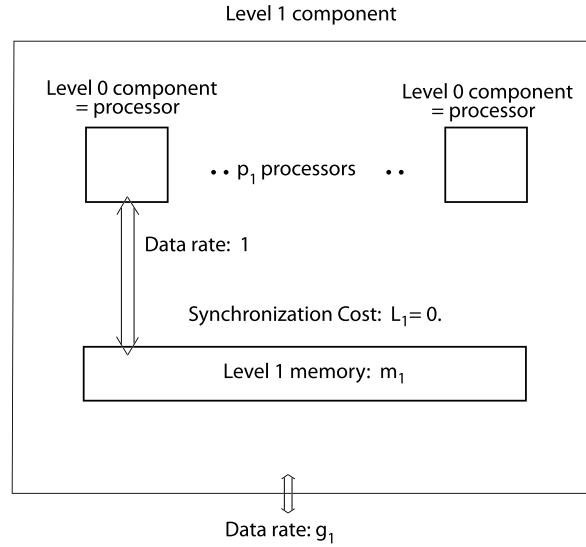 Level 1 component
Level 0 component
= processor
Level 0 component
= processor
.. p₁ processors ..
Data rate: 1
Synchronization Cost: L₁= 0.
Level 1 memory: m₁
Data rate: g₁